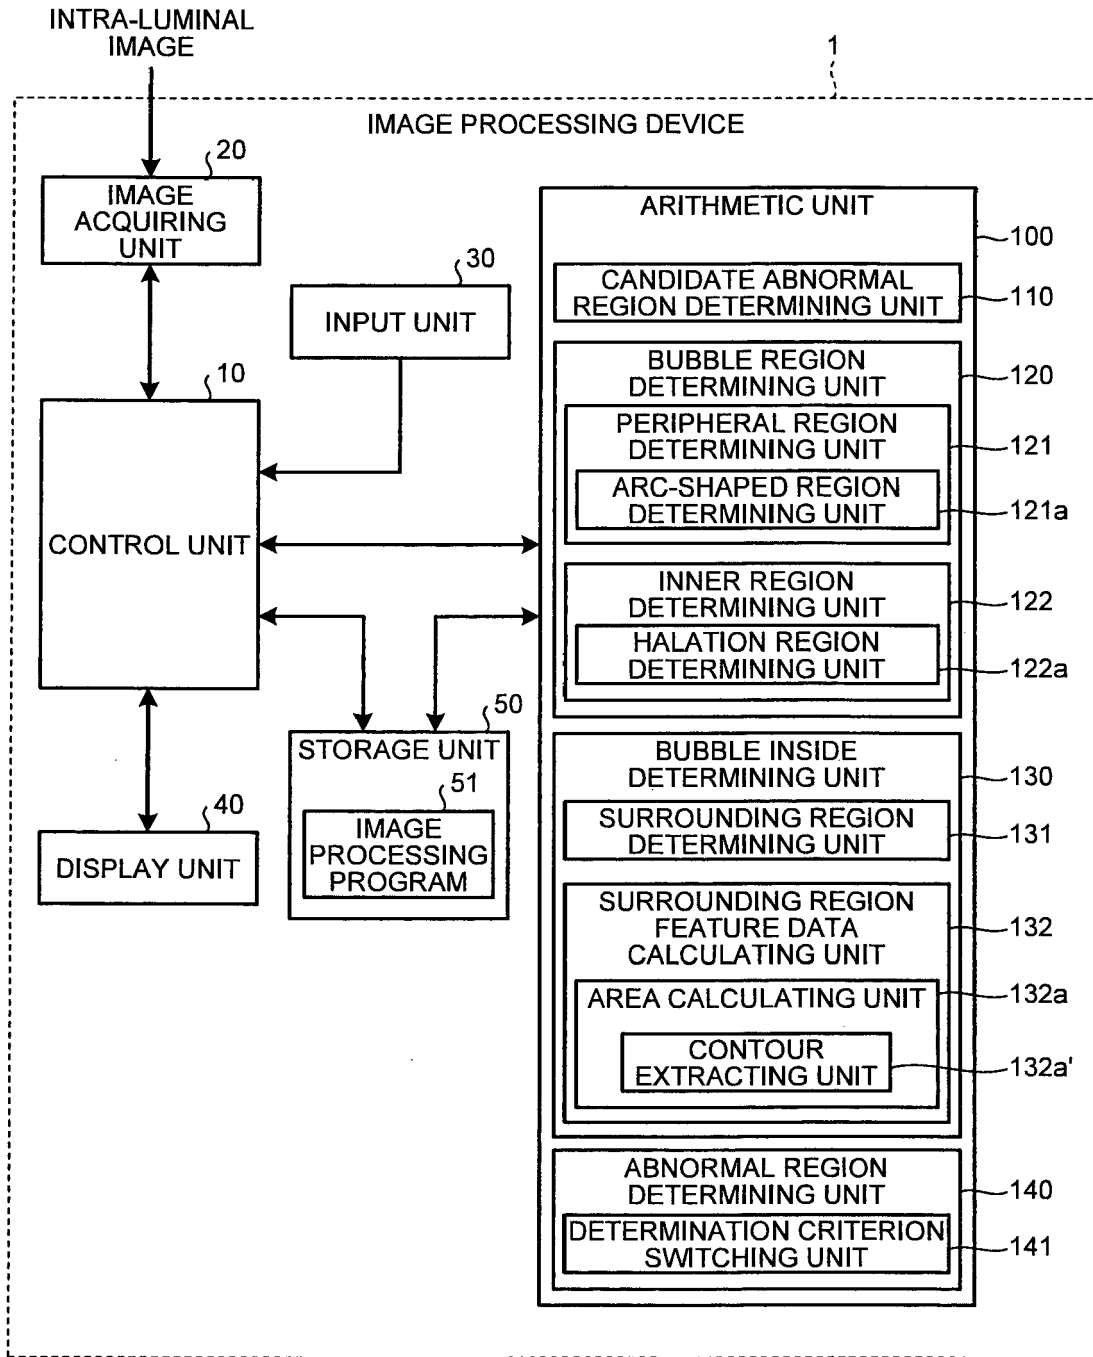 INTRA-LUMINAL
IMAGE
1
IMAGE PROCESSING DEVICE
20
IMAGE
ACQUIRING
UNIT
30
INPUT UNIT
10
CONTROL UNIT
40
DISPLAY UNIT
50
STORAGE UNIT
51
IMAGE
PROCESSING
PROGRAM
ARITHMETIC UNIT
100
CANDIDATE ABNORMAL
REGION DETERMINING UNIT
110
BUBBLE REGION
DETERMINING UNIT
120
PERIPHERAL REGION
DETERMINING UNIT
121
ARC-SHAPED REGION
DETERMINING UNIT
121a
INNER REGION
DETERMINING UNIT
122
HALATION REGION
DETERMINING UNIT
122a
BUBBLE INSIDE
DETERMINING UNIT
130
SURROUNDING REGION
DETERMINING UNIT
131
SURROUNDING REGION
FEATURE DATA
CALCULATING UNIT
132
AREA CALCULATING UNIT
132a
CONTOUR
EXTRACTING UNIT
132a'
ABNORMAL REGION
DETERMINING UNIT
140
DETERMINATION CRITERION
SWITCHING UNIT
141